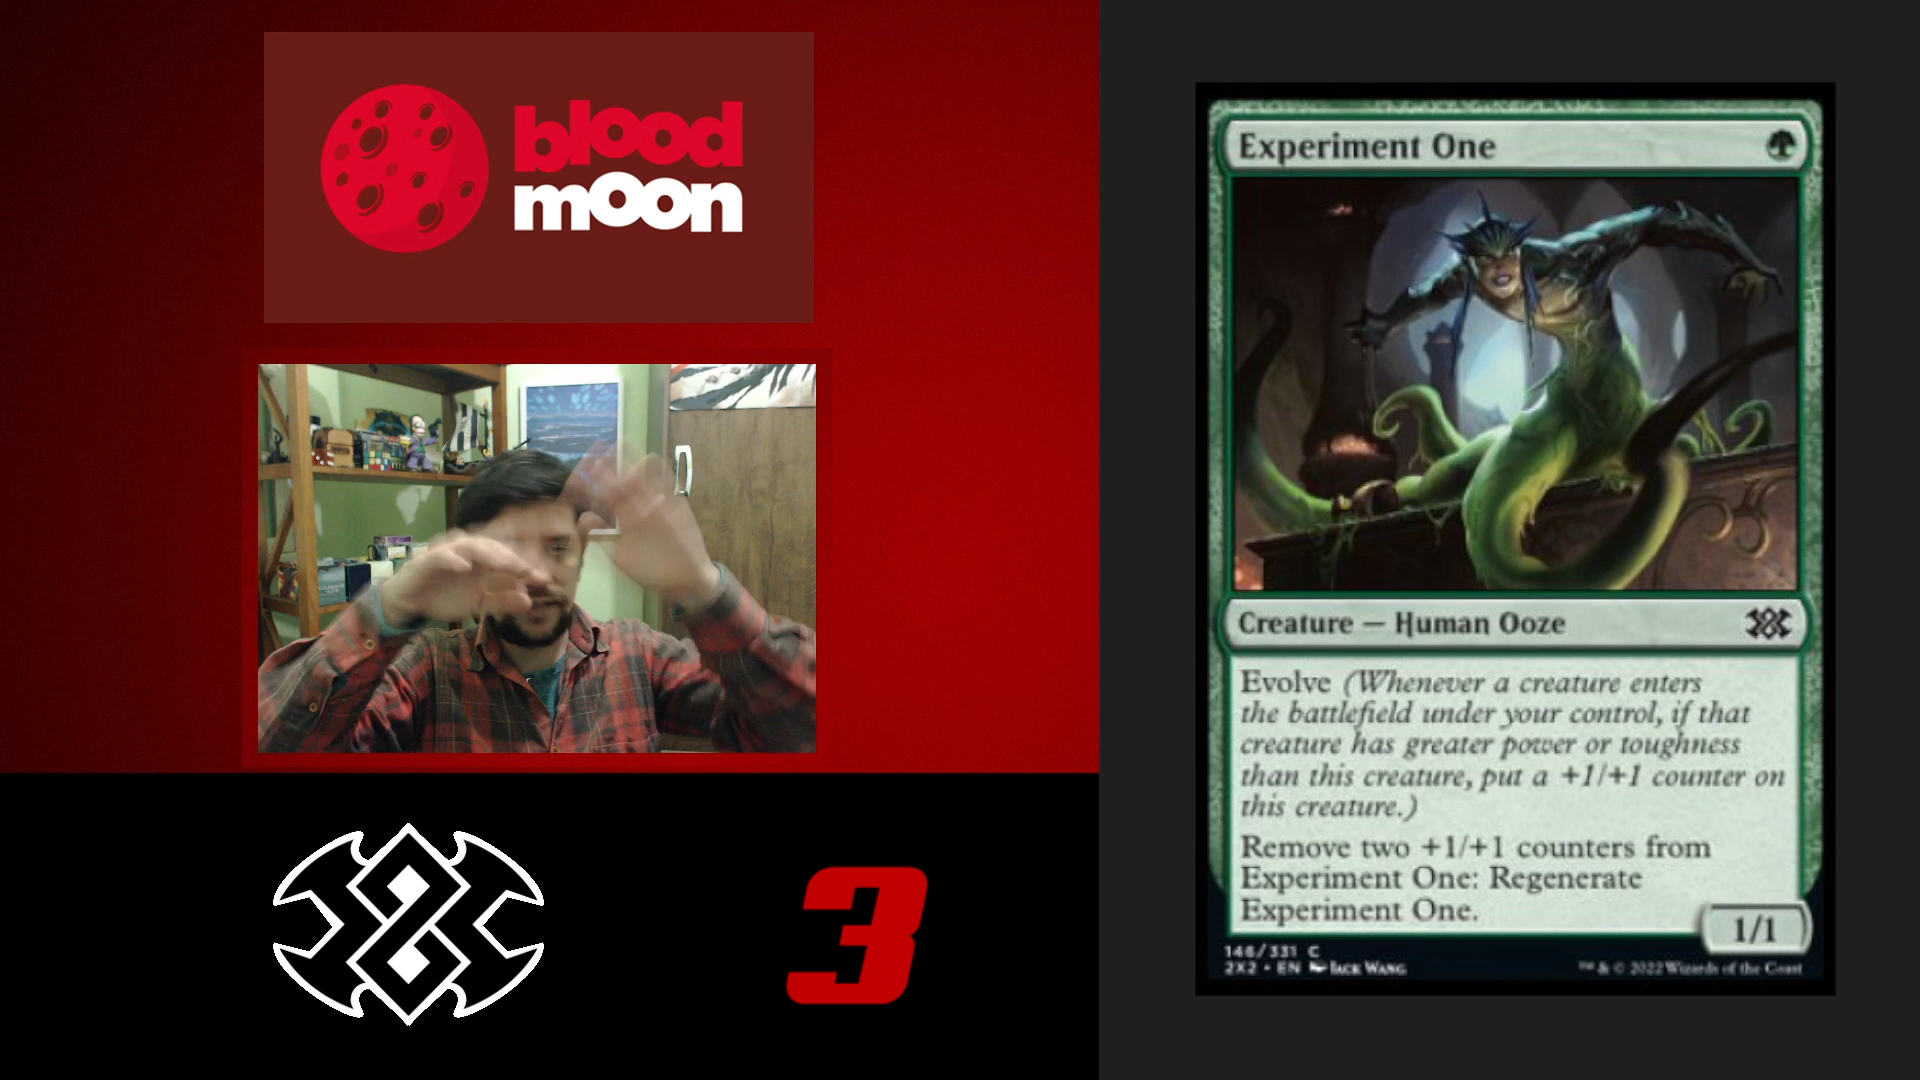 blood
moon
3
Experiment One
Creature — Human Ooze
Evolve (Whenever a creature enters
the battlefield under your control, if that
creature has greater power or toughness
than this creature, put a +1/+1 counter on
this creature.)
Remove two +1/+1 counters from
Experiment One: Regenerate
Experiment One.
1/1
146/331 C
2X2 • EN Jack Wang
™ & © 2022 Wizards of the Coast